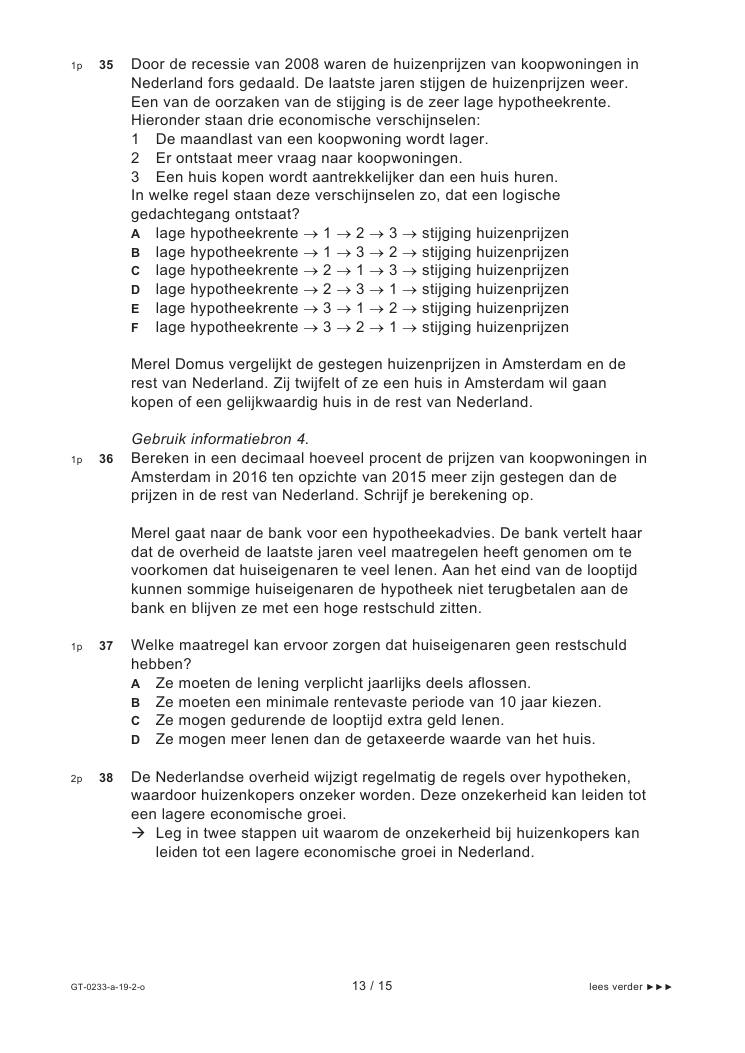 1p 35 Door de recessie van 2008 waren de huizenprijzen van koopwoningen in
Nederland fors gedaald. De laatste jaren stijgen de huizenprijzen weer.
Een van de oorzaken van de stijging is de zeer lage hypotheekrente.
Hieronder staan drie economische verschijnselen:
1 De maandlast van een koopwoning wordt lager.
2 Er ontstaat meer vraag naar koopwoningen.
3 Een huis kopen wordt aantrekkelijker dan een huis huren.
In welke regel staan deze verschijnselen zo, dat een logische
gedachtegang ontstaat?
A lage hypotheekrente → 1 → 2 → 3 → stijging huizenprijzen
B lage hypotheekrente → 1 → 3 → 2 → stijging huizenprijzen
C lage hypotheekrente → 2 → 1 → 3 → stijging huizenprijzen
D lage hypotheekrente → 2 → 3 → 1 → stijging huizenprijzen
E lage hypotheekrente → 3 → 1 → 2 → stijging huizenprijzen
F lage hypotheekrente → 3 → 2 → 1 → stijging huizenprijzen
Merel Domus vergelijkt de gestegen huizenprijzen in Amsterdam en de
rest van Nederland. Zij twijfelt of ze een huis in Amsterdam wil gaan
kopen of een gelijkwaardig huis in de rest van Nederland.
Gebruik informatiebron 4.
1p 36 Bereken in een decimaal hoeveel procent de prijzen van koopwoningen in
Amsterdam in 2016 ten opzichte van 2015 meer zijn gestegen dan de
prijzen in de rest van Nederland. Schrijf je berekening op.
Merel gaat naar de bank voor een hypotheekadvies. De bank vertelt haar
dat de overheid de laatste jaren veel maatregelen heeft genomen om te
voorkomen dat huiseigenaren te veel lenen. Aan het eind van de looptijd
kunnen sommige huiseigenaren de hypotheek niet terugbetalen aan de
bank en blijven ze met een hoge restschuld zitten.
1p 37 Welke maatregel kan ervoor zorgen dat huiseigenaren geen restschuld
hebben?
A Ze moeten de lening verplicht jaarlijks deels aflossen.
B Ze moeten een minimale rentevaste periode van 10 jaar kiezen.
C Ze mogen gedurende de looptijd extra geld lenen.
D Ze mogen meer lenen dan de getaxeerde waarde van het huis.
2p 38 De Nederlandse overheid wijzigt regelmatig de regels over hypotheken,
waardoor huizenkopers onzeker worden. Deze onzekerheid kan leiden tot
een lagere economische groei.
→ Leg in twee stappen uit waarom de onzekerheid bij huizenkopers kan
leiden tot een lagere economische groei in Nederland.
GT-0233-a-19-2-o 13 / 15 lees verder ►►►